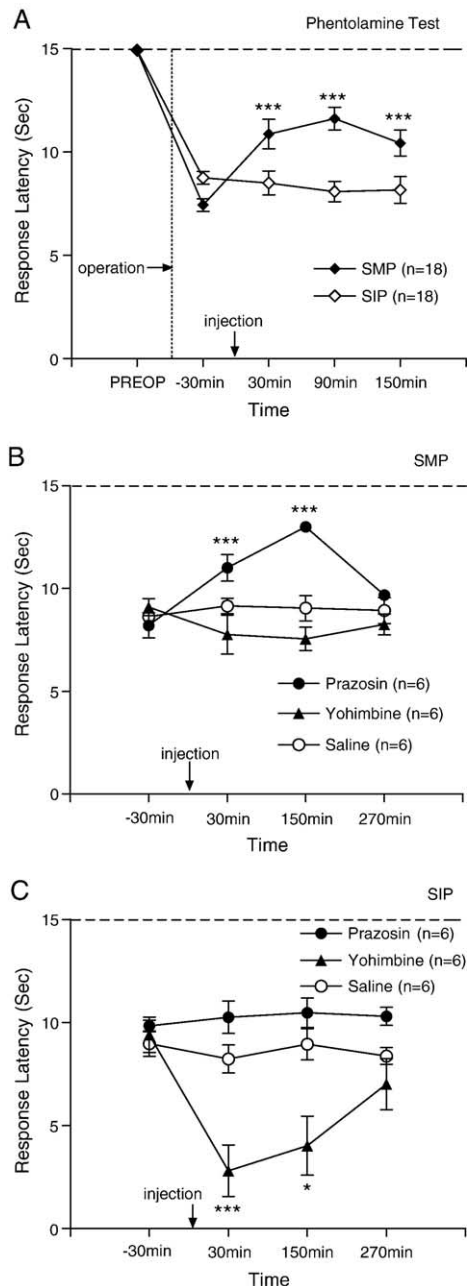 A
Phentolamine Test
15
10
5
0
Response Latency (Sec)
***
***
***
operation
SMP (n=18)
SIP (n=18)
injection
PREOP
-30min
30min
90min
150min
Time
B
SMP
15
10
5
0
Response Latency (Sec)
***
***
Prazosin (n=6)
Yohimbine (n=6)
Saline (n=6)
injection
-30min
30min
150min
270min
Time
C
SIP
15
10
5
0
Response Latency (Sec)
Prazosin (n=6)
Yohimbine (n=6)
Saline (n=6)
injection
***
*
-30min
30min
150min
270min
Time